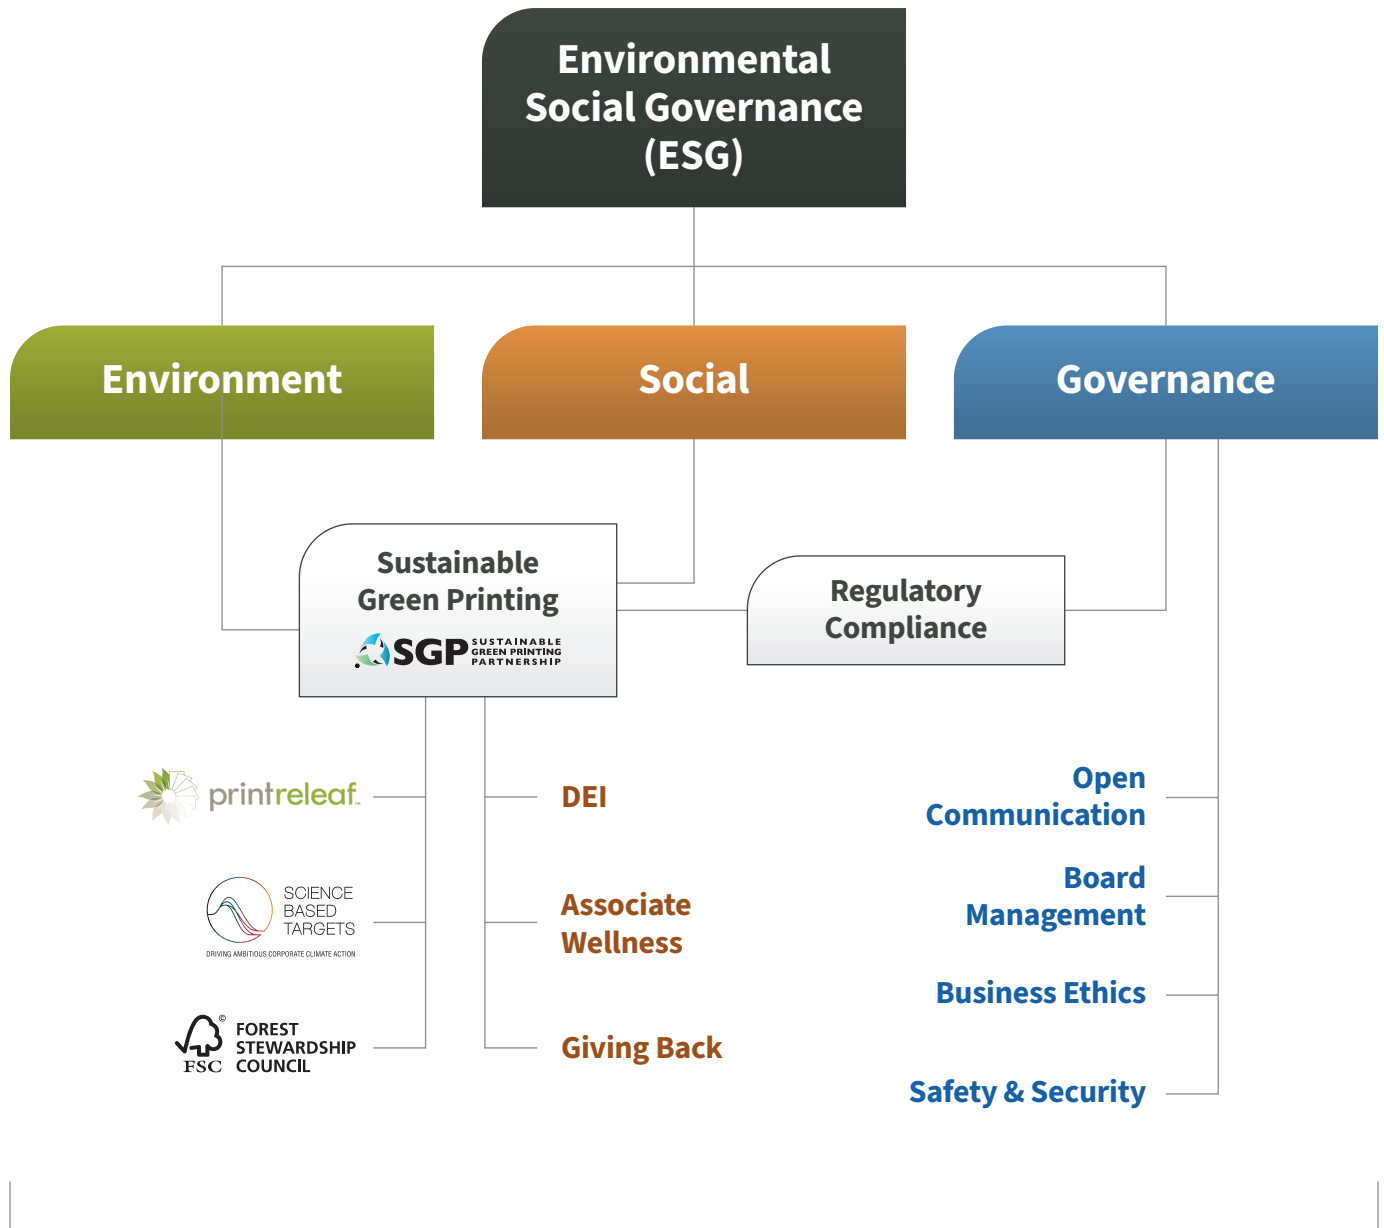 Environmental
Social Governance
(ESG)
Environment
Social
Governance
Sustainable
Green Printing
SGP
SUSTAINABLE
GREEN PRINTING
PARTNERSHIP
Regulatory
Compliance
printreleaf™
SCIENCE
BASED
TARGETS
DRIVING AMBITIOUS CORPORATE CLIMATE ACTION
©
FSC
FOREST
STEWARDSHIP
COUNCIL
DEI
Associate
Wellness
Giving Back
Open
Communication
Board
Management
Business Ethics
Safety & Security